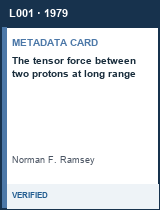 L001 · 1979
METADATA CARD
The tensor force between
two protons at long range
Norman F. Ramsey
VERIFIED